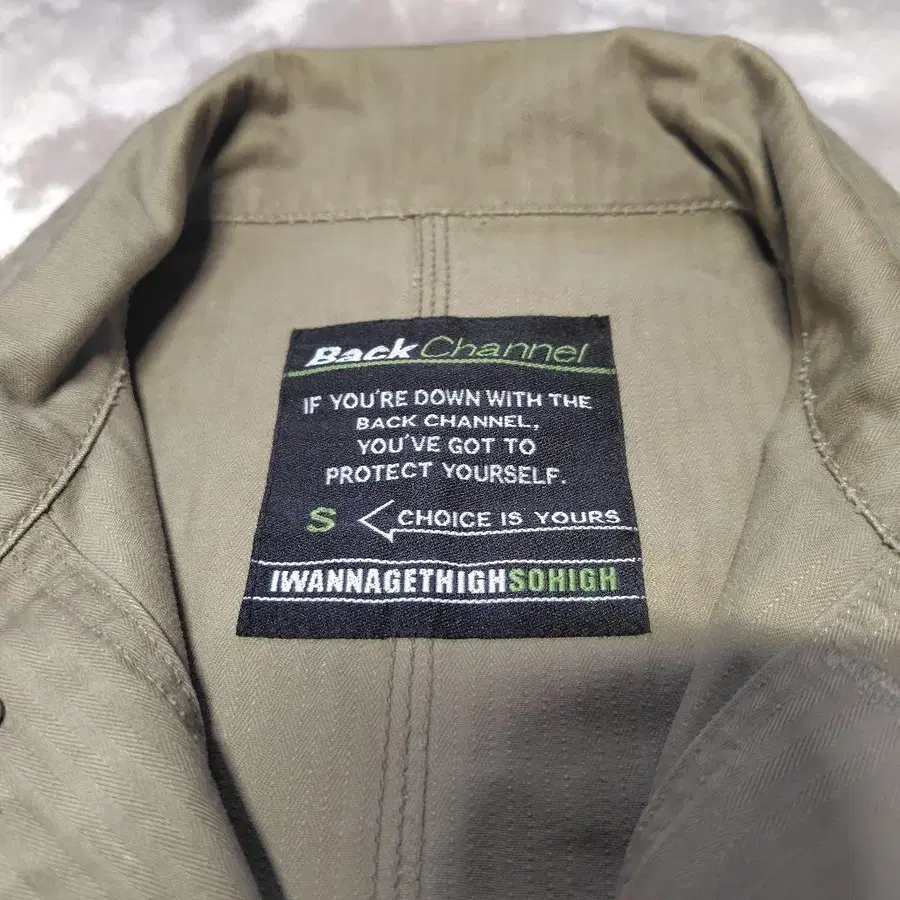 Back Channel
IF YOU'RE DOWN WITH THE
BACK CHANNEL,
YOU'VE GOT TO
PROTECT YOURSELF.
S CHOICE IS YOURS
IWANNAGETHIGHSOHIGH